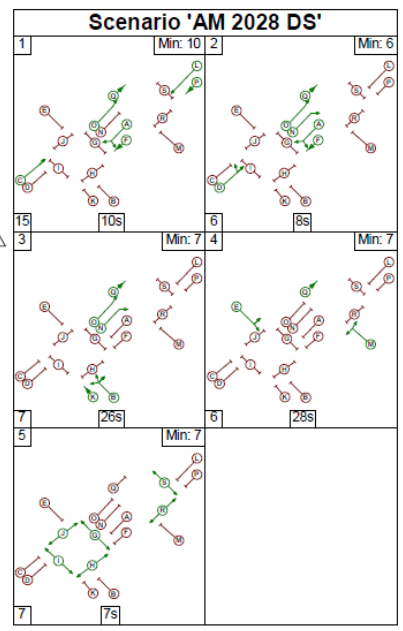 Scenario 'AM 2028 DS'
1 Min: 10
L
P
S
Q
E
R
O
A
N
J
F
G
M
I
H
C
D
K B
15 10s
2 Min: 6
L
P
S
Q
E
R
O
A
N
J
F
G
M
I
H
C
D
K B
6 8s
3 Min: 7
L
P
S
Q
E
R
O
A
N
J
F
G
M
I
H
C
D
K B
7 26s
4 Min: 7
L
P
S
Q
E
R
O
A
N
J
F
G
M
I
H
C
D
K B
6 28s
5 Min: 7
L
P
S
Q
E
R
O
A
N
J
F
G
M
I
H
C
D
K B
7 7s